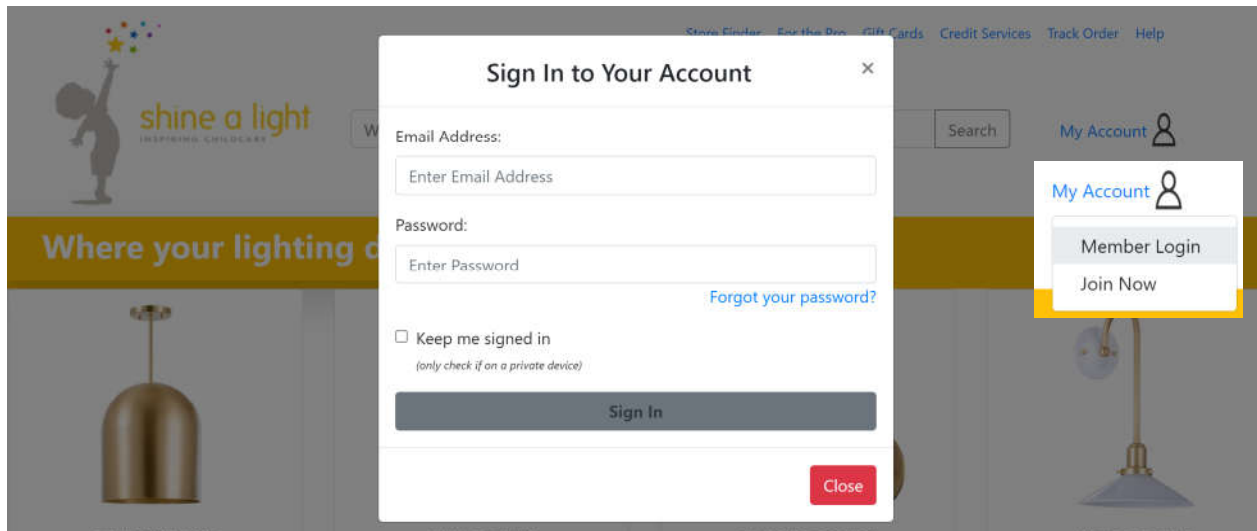 Store Finder For the Pro Gift Cards Credit Services Track Order Help
Sign In to Your Account ×
shine a light
INSPIRING CHILDCARE
W
Search
My Account
Email Address:
Enter Email Address
My Account
Member Login
Join Now
Password:
Enter Password
Forgot your password?
Where your lighting d
Keep me signed in
(only check if on a private device)
Sign In
Close